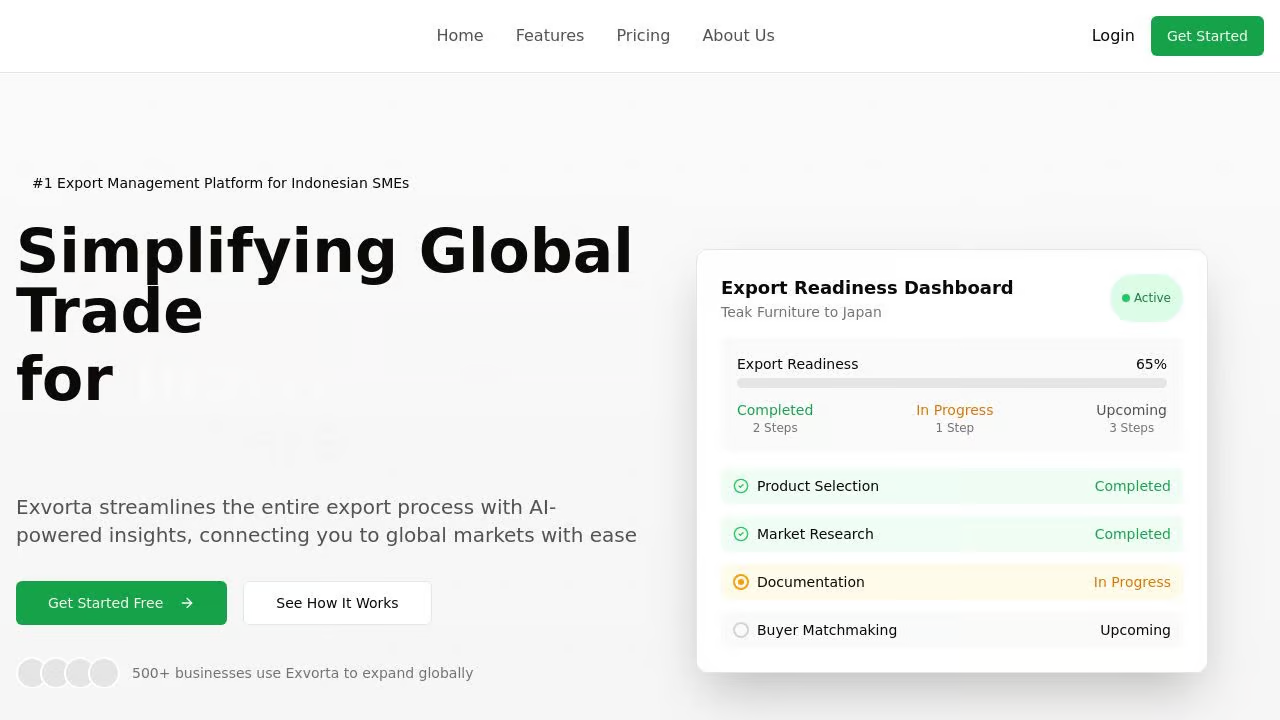 Home Features Pricing About Us Login Get Started
#1 Export Management Platform for Indonesian SMEs
Simplifying Global
Trade
for
Exvorta streamlines the entire export process with AI-
powered insights, connecting you to global markets with ease
Get Started Free See How It Works
500+ businesses use Exvorta to expand globally
Export Readiness Dashboard
Teak Furniture to Japan
Active
Export Readiness 65%
Completed In Progress Upcoming
2 Steps 1 Step 3 Steps
Product Selection Completed
Market Research Completed
Documentation In Progress
Buyer Matchmaking Upcoming